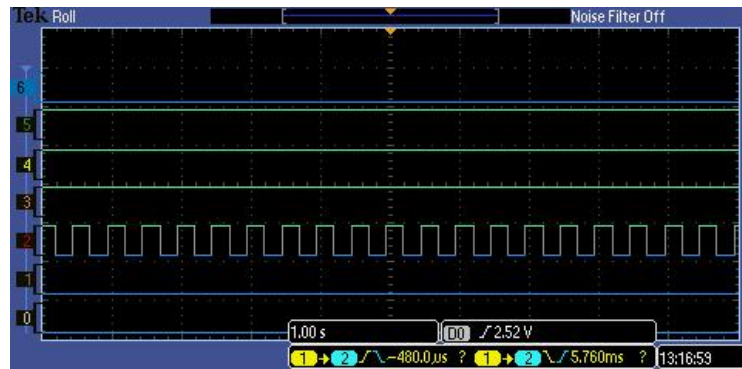 Tek Roll Noise Filter Off
6
5
4
3
2
1
0
1.00 s D0 2.52 V
1 → 2 -480.0µs ? 1 → 2 5.760ms ? 13:16:59